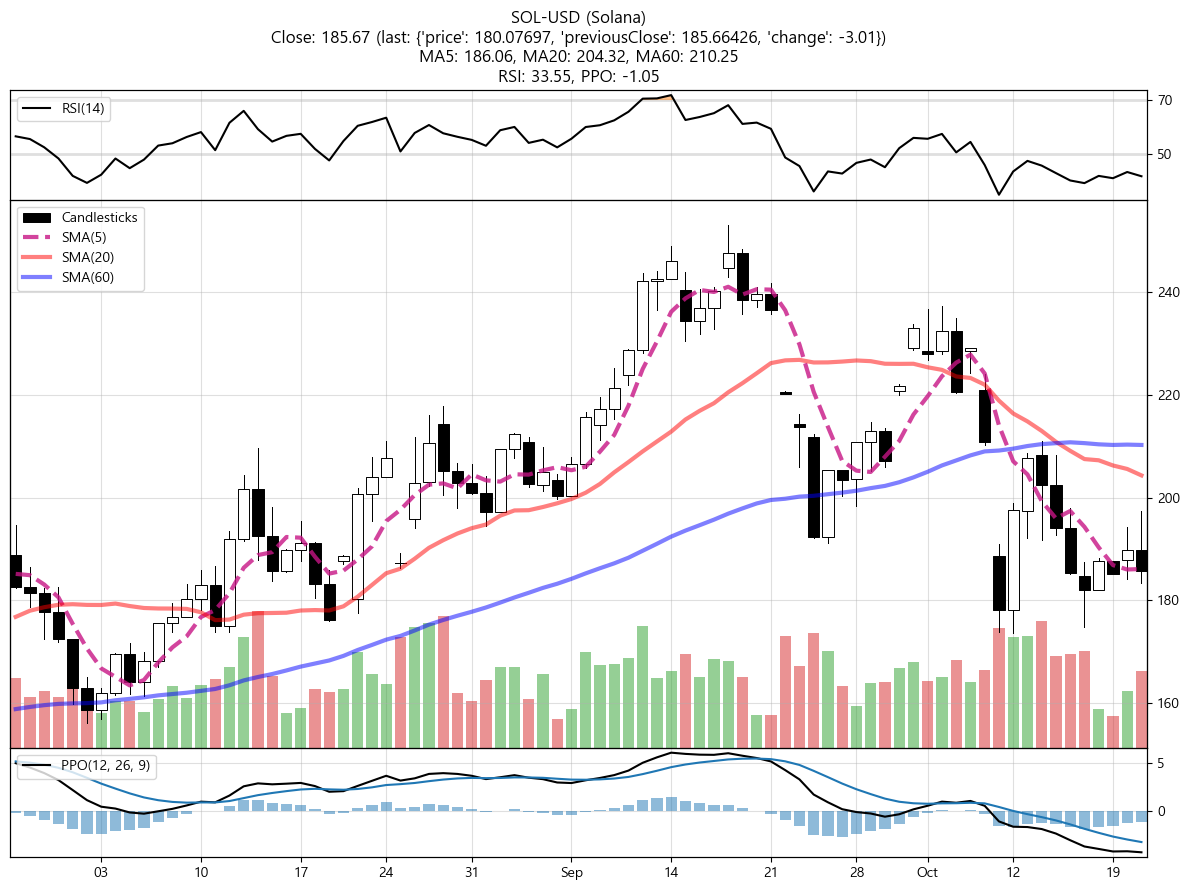 SOL-USD (Solana)
Close: 185.67 (last: {'price': 180.07697, 'previousClose': 185.66426, 'change': -3.01})
MA5: 186.06, MA20: 204.32, MA60: 210.25
RSI: 33.55, PPO: -1.05
RSI(14)
70
50
Candlesticks
SMA(5)
SMA(20)
SMA(60)
240
220
200
180
160
PPO(12, 26, 9)
5
0
03 10 17 24 31 Sep 14 21 28 Oct 12 19